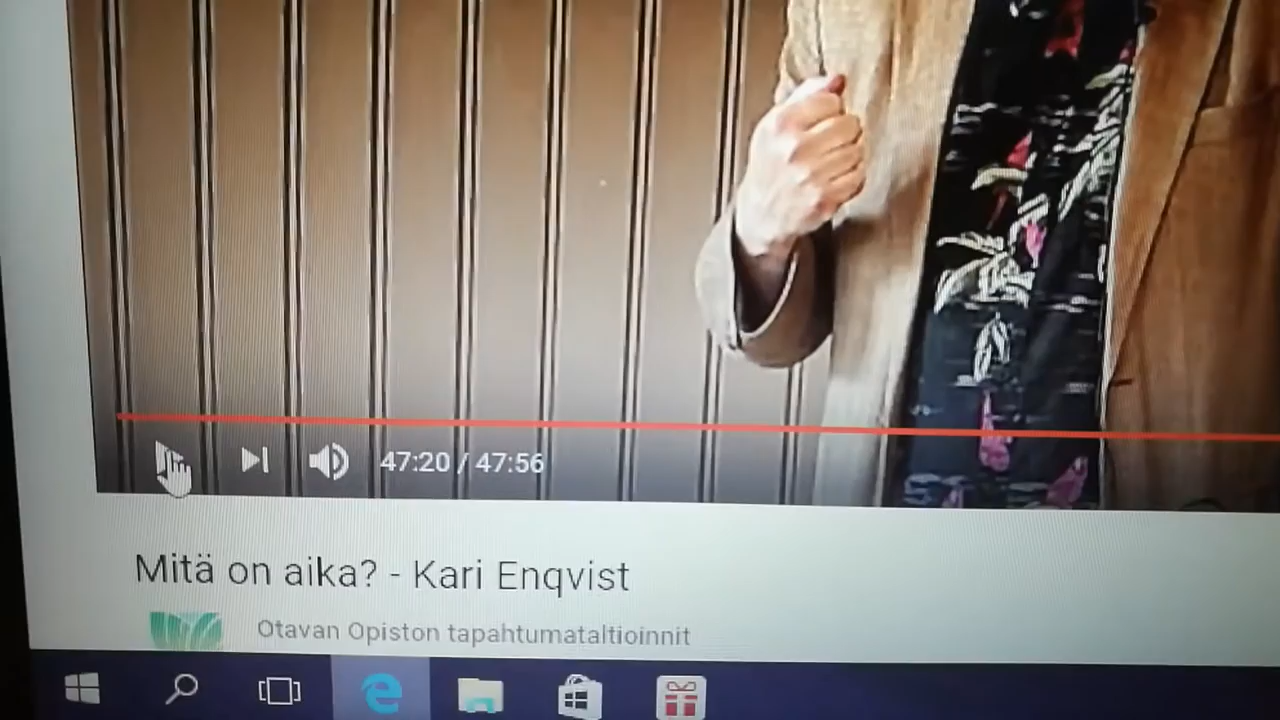 47:20 / 47:56
Mitä on aika? - Kari Enqvist
Otavan Opiston tapahtumataltioinnit